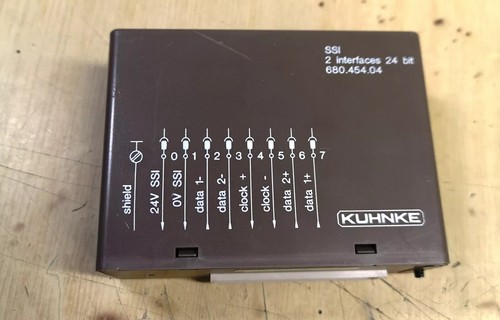 SSI
2 interfaces 24 bit
680.454.04
0 1 2 3 4 5 6 7
shield
24V SSI
0V SSI
data 1-
data 2-
clock +
clock -
data 2+
data 1+
KUHNKE